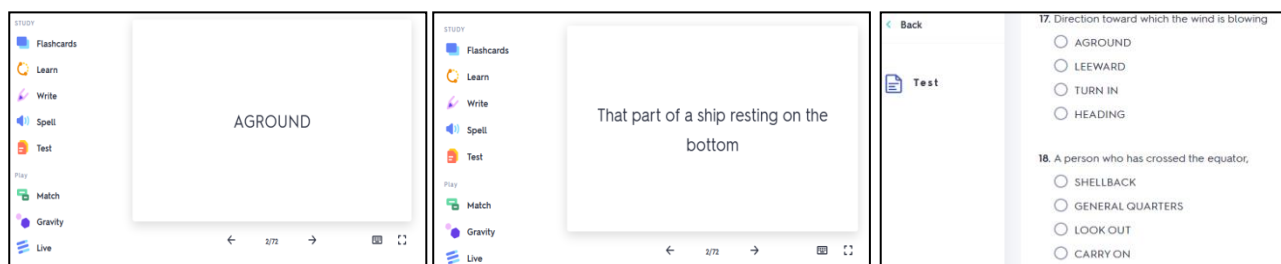 STUDY
Flashcards
Learn
Write
Spell
Test
Play
Match
Gravity
Live
AGROUND
2/72
STUDY
Flashcards
Learn
Write
Spell
Test
Play
Match
Gravity
Live
That part of a ship resting on the
bottom
2/72
Back
Test
17. Direction toward which the wind is blowing
AGROUND
LEEWARD
TURN IN
HEADING
18. A person who has crossed the equator,
SHELLBACK
GENERAL QUARTERS
LOOK OUT
CARRY ON